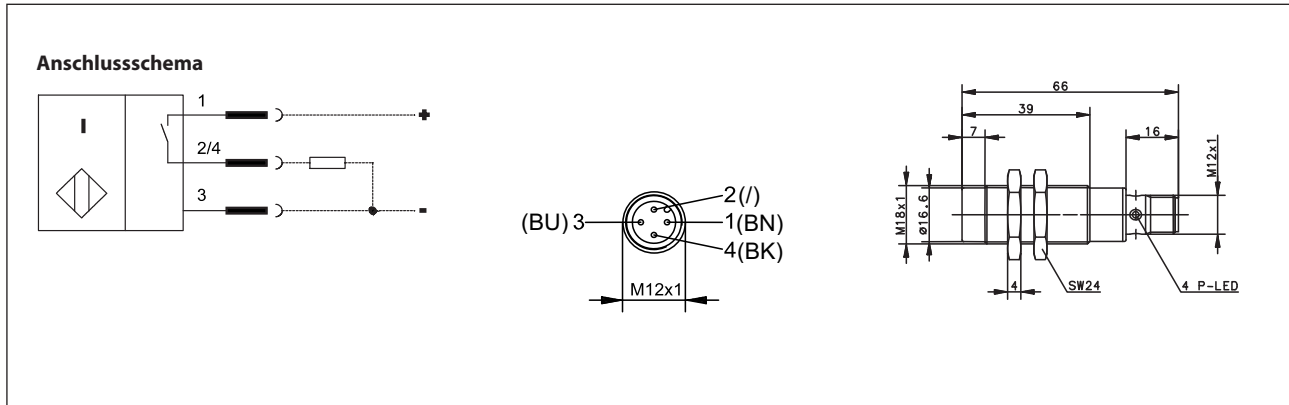 Anschlussschema
1
+
2/4
3
-
I
2(/)
(BU) 3
1(BN)
4(BK)
M12x1
66
39
7
16
M12x1
M18x1
ø16.6
4
SW24
4 P-LED